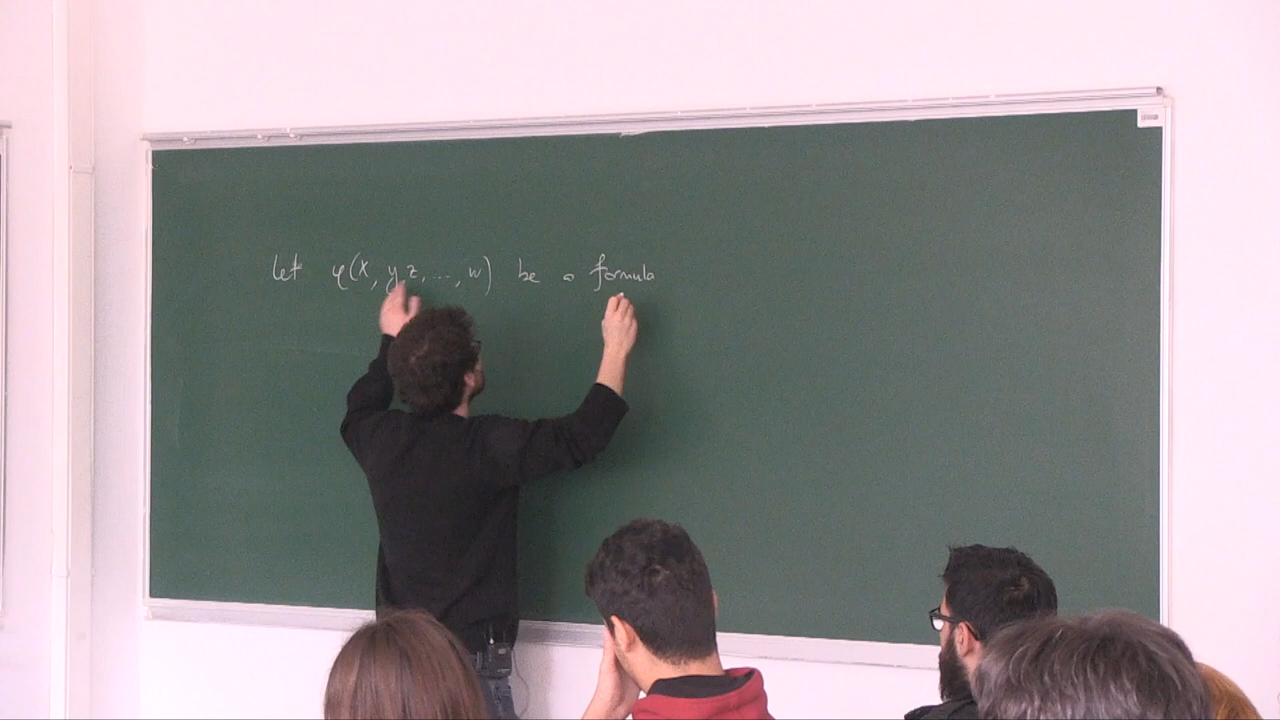 Let φ(x, y, z, ..., w) be a formula